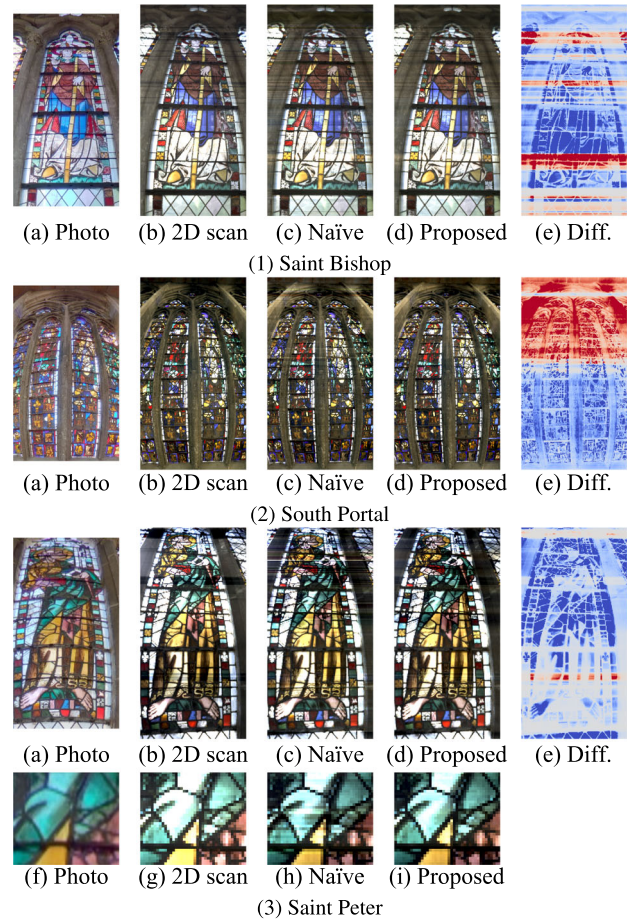 (a) Photo (b) 2D scan (c) Naïve (d) Proposed (e) Diff.
(1) Saint Bishop
(a) Photo (b) 2D scan (c) Naïve (d) Proposed (e) Diff.
(2) South Portal
(a) Photo (b) 2D scan (c) Naïve (d) Proposed (e) Diff.
(f) Photo (g) 2D scan (h) Naïve (i) Proposed
(3) Saint Peter